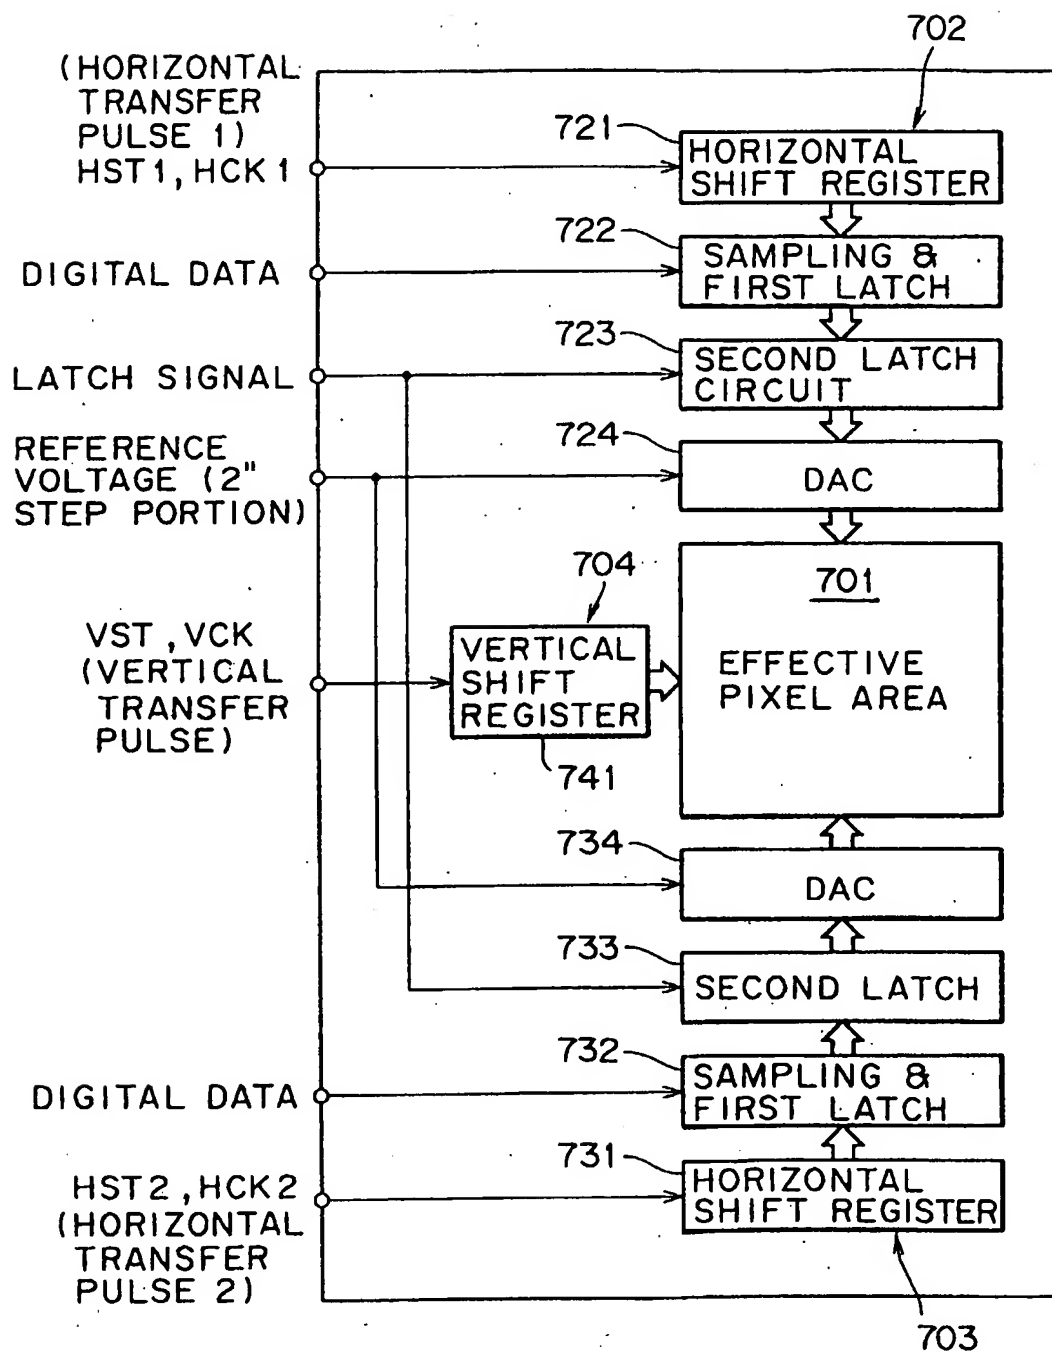 702
(HORIZONTAL
TRANSFER
PULSE 1)
HST1, HCK1
721
HORIZONTAL
SHIFT REGISTER
722
DIGITAL DATA
SAMPLING &
FIRST LATCH
723
LATCH SIGNAL
SECOND LATCH
CIRCUIT
724
REFERENCE
VOLTAGE (2"
STEP PORTION)
DAC
704
701
VST, VCK
(VERTICAL
TRANSFER
PULSE)
VERTICAL
SHIFT
REGISTER
741
EFFECTIVE
PIXEL AREA
734
DAC
733
SECOND LATCH
732
DIGITAL DATA
SAMPLING &
FIRST LATCH
731
HST2, HCK2
(HORIZONTAL
TRANSFER
PULSE 2)
HORIZONTAL
SHIFT REGISTER
703